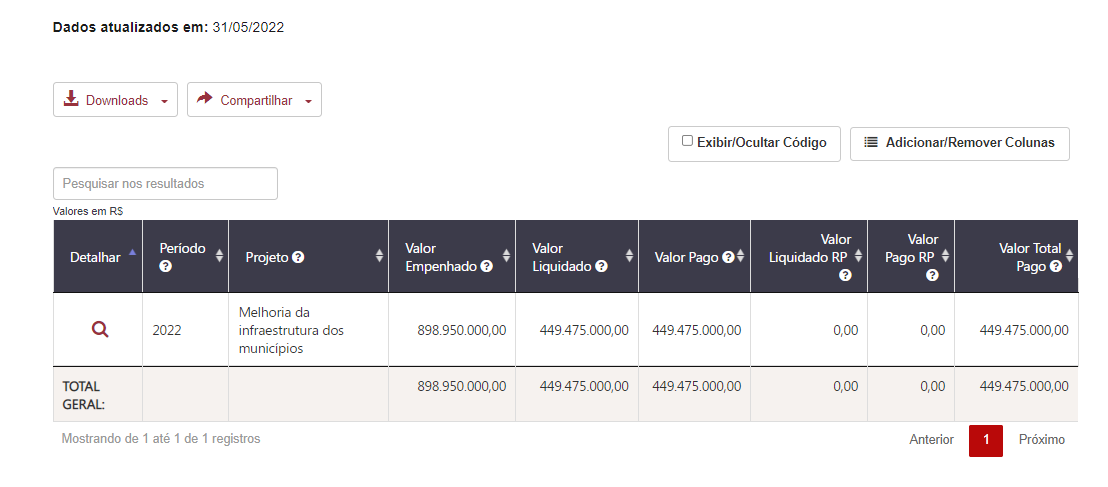 Dados atualizados em: 31/05/2022
Downloads
Compartilhar
Exibir/Ocultar Código
Adicionar/Remover Colunas
Pesquisar nos resultados
Valores em R$
Detalhar
Período
Projeto
Valor
Empenhado
Valor
Liquidado
Valor Pago
Valor
Liquidado RP
Valor
Pago RP
Valor Total
Pago
2022
Melhoria da
infraestrutura dos
municípios
898.950.000,00
449.475.000,00
449.475.000,00
0,00
0,00
449.475.000,00
TOTAL
GERAL:
898.950.000,00
449.475.000,00
449.475.000,00
0,00
0,00
449.475.000,00
Mostrando de 1 até 1 de 1 registros
Anterior
1
Próximo